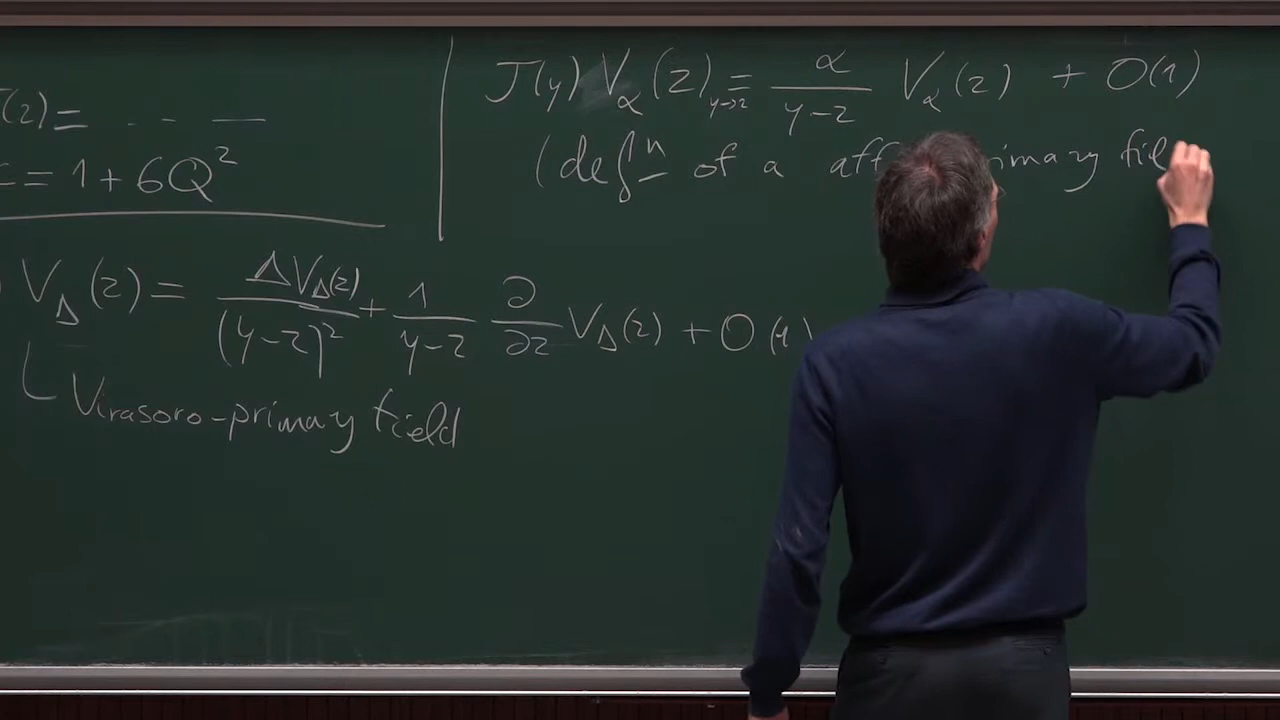 (z) = - - -
c = 1 + 6Q²
V_Δ(z) = ΔV_Δ(z)/(y-z)² + 1/(y-z) ∂/∂z V_Δ(z) + O(1)
Virasoro-primary field
J(y) V_α(z) =_{y→z} α/(y-z) V_α(z) + O(1)
(defⁿ of a